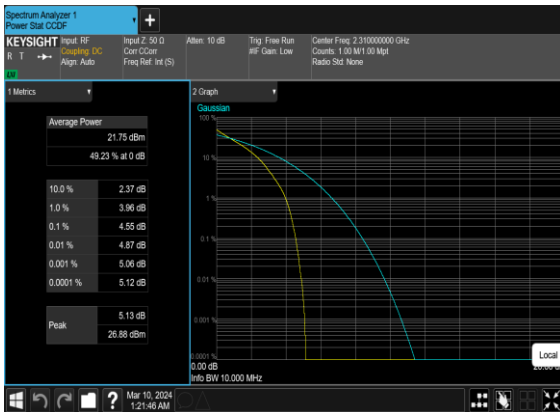 Spectrum Analyzer 1
Power Stat CCDF
KEYSIGHT
R T
LXI
Input: RF
Coupling: DC
Align: Auto
Input Z: 50 Ω
Corr CCorr
Freq Ref: Int (S)
Atten: 10 dB
Trig: Free Run
#IF Gain: Low
Center Freq: 2.310000000 GHz
Counts: 1.00 M/1.00 Mpt
Radio Std: None
1 Metrics
Average Power
21.75 dBm
49.23 % at 0 dB
10.0 % 2.37 dB
1.0 % 3.96 dB
0.1 % 4.55 dB
0.01 % 4.87 dB
0.001 % 5.06 dB
0.0001 % 5.12 dB
Peak
5.13 dB
26.88 dBm
2 Graph
Gaussian
100 %
10 %
1 %
0.1 %
0.01 %
0.001 %
0.0001 %
0.00 dB
Info BW 10.000 MHz
Local
Mar 10, 2024
1:21:46 AM